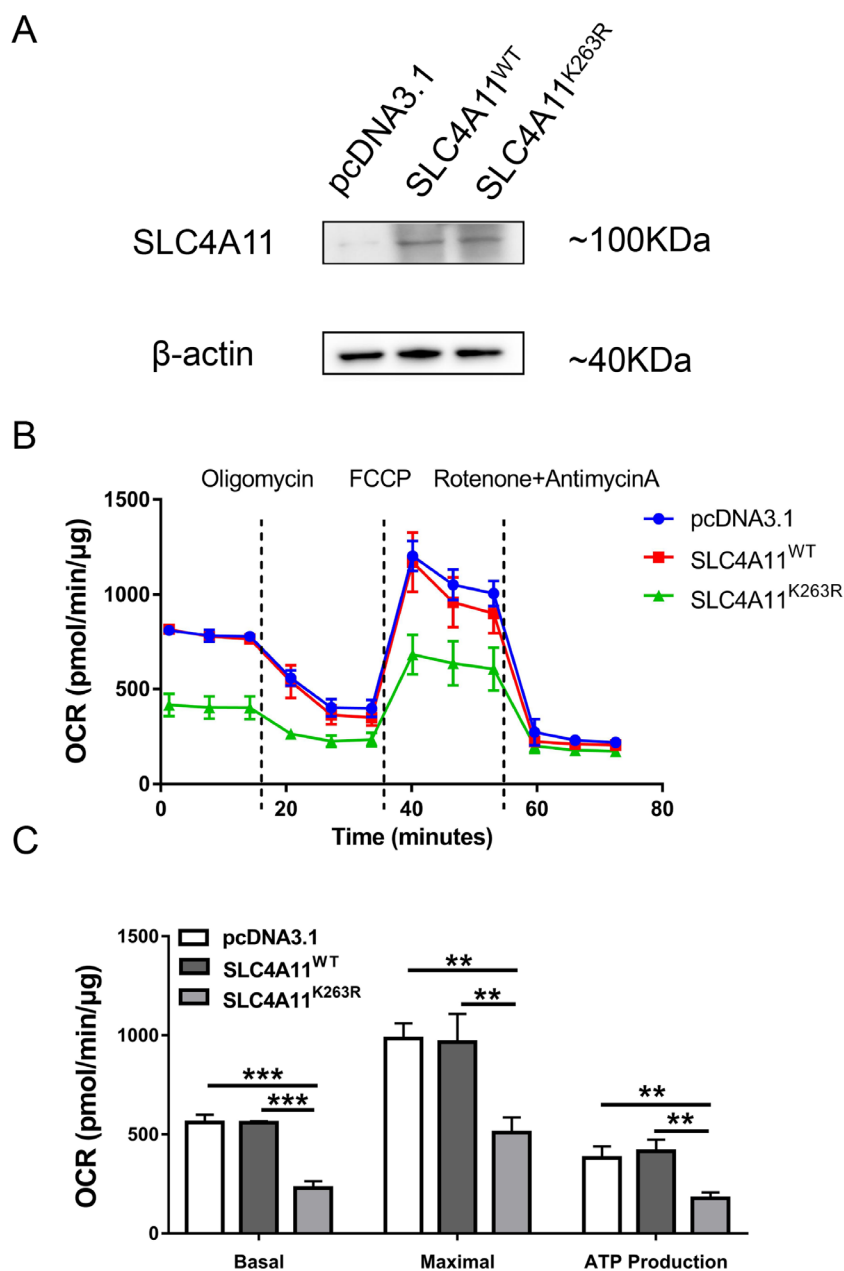 A
pcDNA3.1
SLC4A11WT
SLC4A11K263R
SLC4A11
~100KDa
β-actin
~40KDa
B
Oligomycin
FCCP
Rotenone+AntimycinA
1500
1000
500
0
OCR (pmol/min/μg)
0
20
40
60
80
Time (minutes)
pcDNA3.1
SLC4A11WT
SLC4A11K263R
C
1500
1000
500
0
OCR (pmol/min/μg)
pcDNA3.1
SLC4A11WT
SLC4A11K263R
***
***
**
**
**
**
Basal
Maximal
ATP Production